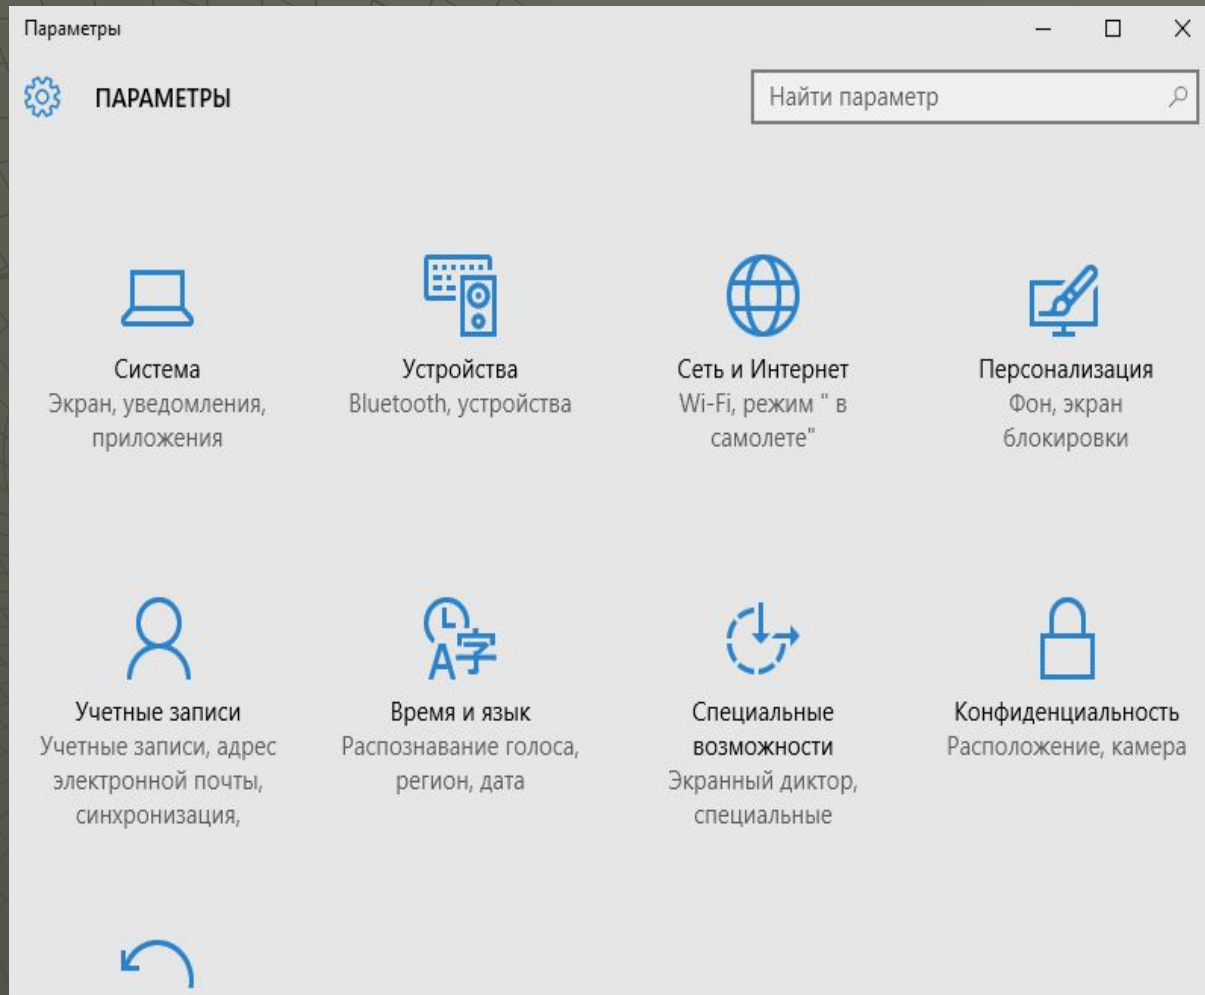 Параметры
ПАРАМЕТРЫ
Найти параметр
Система
Экран, уведомления,
приложения
Устройства
Bluetooth, устройства
Сеть и Интернет
Wi-Fi, режим " в
самолете"
Персонализация
Фон, экран
блокировки
Учетные записи
Учетные записи, адрес
электронной почты,
синхронизация,
Время и язык
Распознавание голоса,
регион, дата
Специальные
возможности
Экранный диктор,
специальные
Конфиденциальность
Расположение, камера